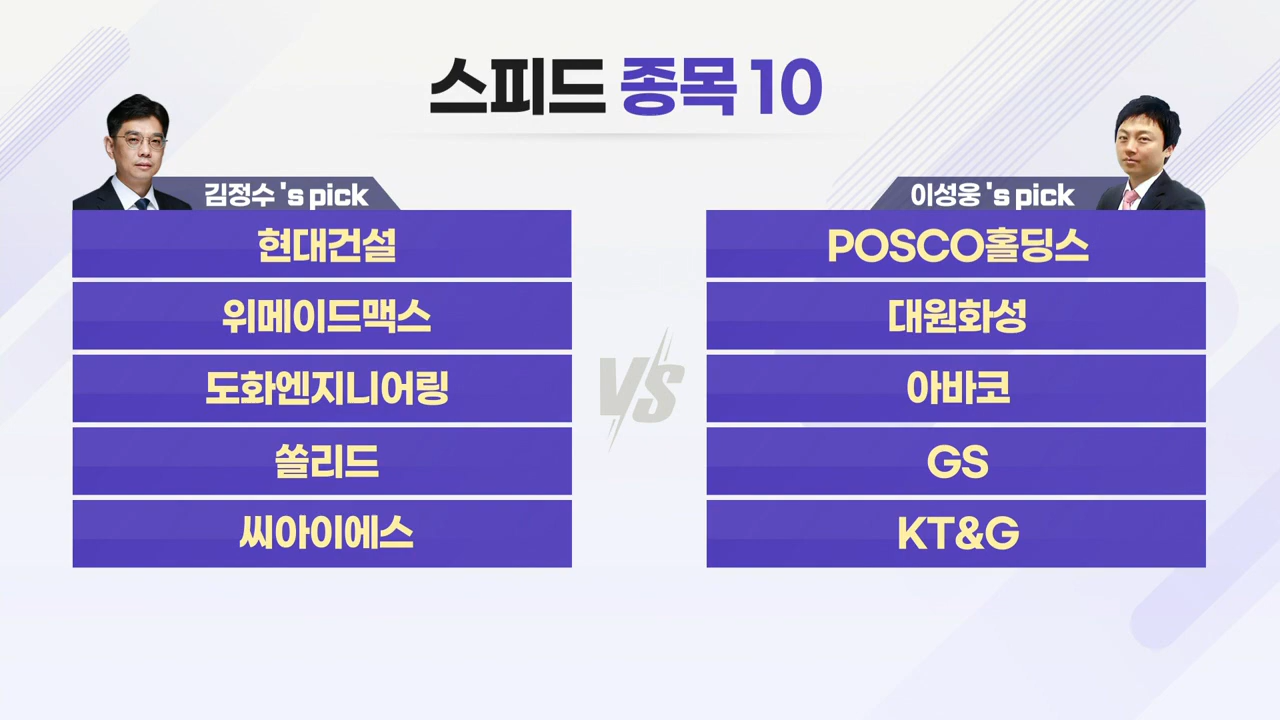 스피드 종목 10
김정수 's pick
현대건설
위메이드맥스
도화엔지니어링
쏠리드
씨아이에스
VS
이성웅 's pick
POSCO홀딩스
대원화성
아바코
GS
KT&G